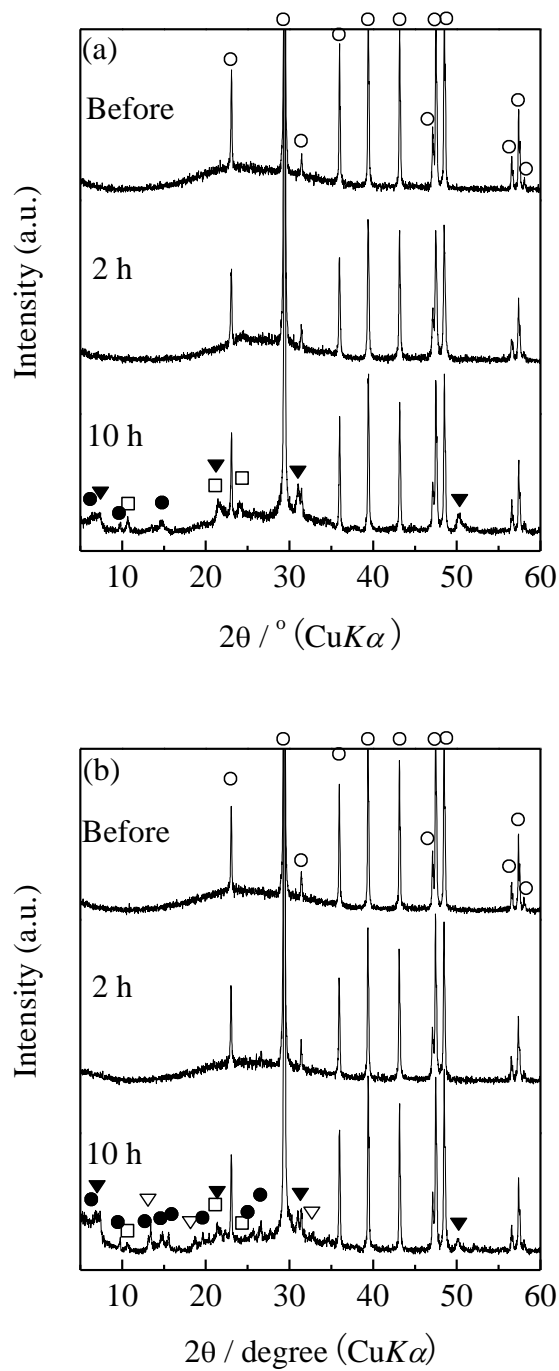 (a)
Before
2 h
10 h
Intensity (a.u.)
10 20 30 40 50 60
2θ / º (CuKα)
(b)
Before
2 h
10 h
Intensity (a.u.)
10 20 30 40 50 60
2θ / degree (CuKα)